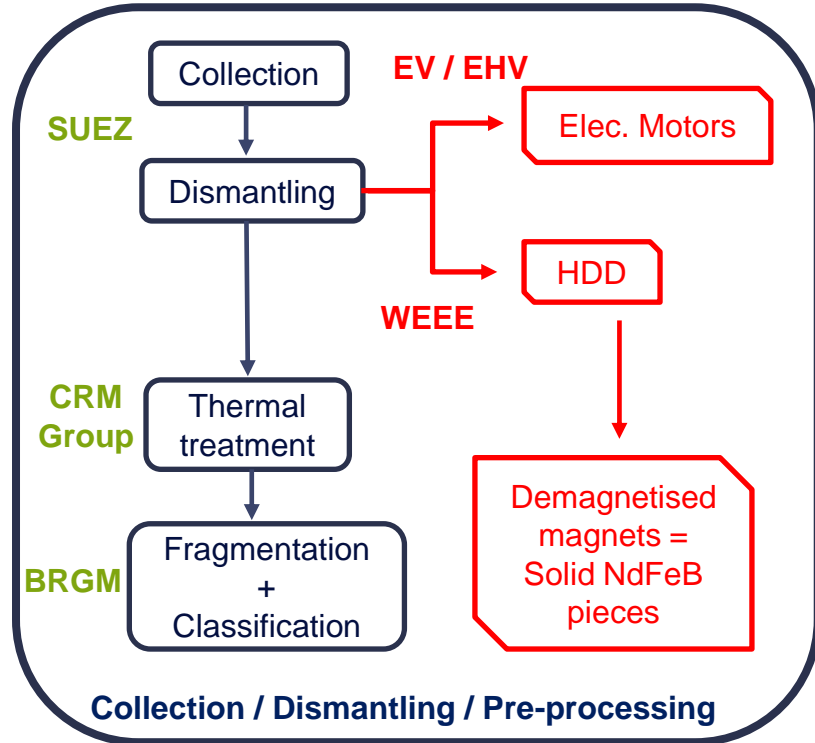 Collection
EV / EHV
Elec. Motors
SUEZ
Dismantling
HDD
WEEE
CRM
Group
Thermal
treatment
Demagnetised
magnets =
Solid NdFeB
pieces
BRGM
Fragmentation
+
Classification
Collection / Dismantling / Pre-processing